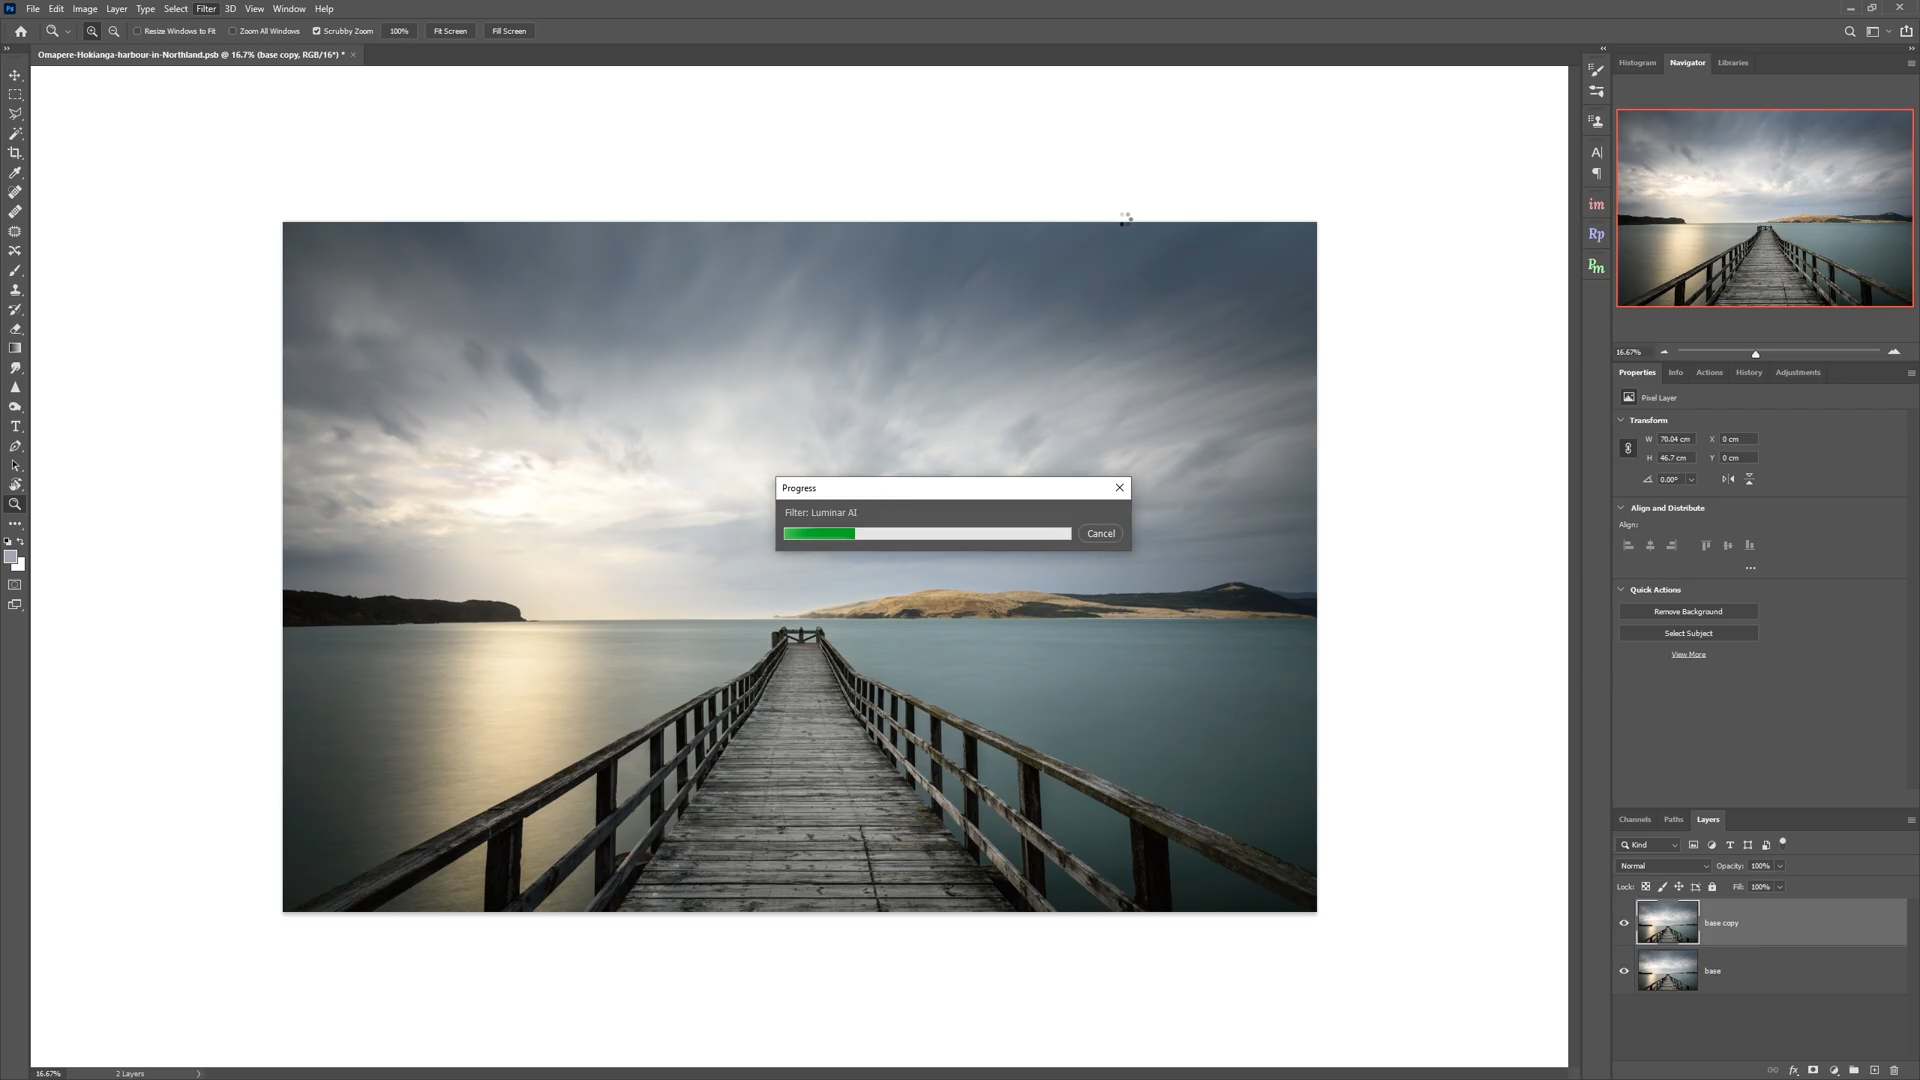 Ps File Edit Image Layer Type Select Filter 3D View Window Help
Resize Windows to Fit Zoom All Windows Scrubby Zoom 100% Fit Screen Fill Screen
Omapere-Hokianga-harbour-in-Northland.psb @ 16.7% (base copy, RGB/16*) *
Histogram Navigator Libraries
A
im
Rp
Pm
16.67%
Properties Info Actions History Adjustments
Pixel Layer
Transform
W 70.04 cm X 0 cm
H 46.7 cm Y 0 cm
0.00°
Progress
Filter: Luminar AI
Cancel
Align and Distribute
Align:
Quick Actions
Remove Background
Select Subject
View More
Channels Paths Layers
Kind
Normal Opacity: 100%
Lock: Fill: 100%
base copy
base
16.67% 2 Layers
fx